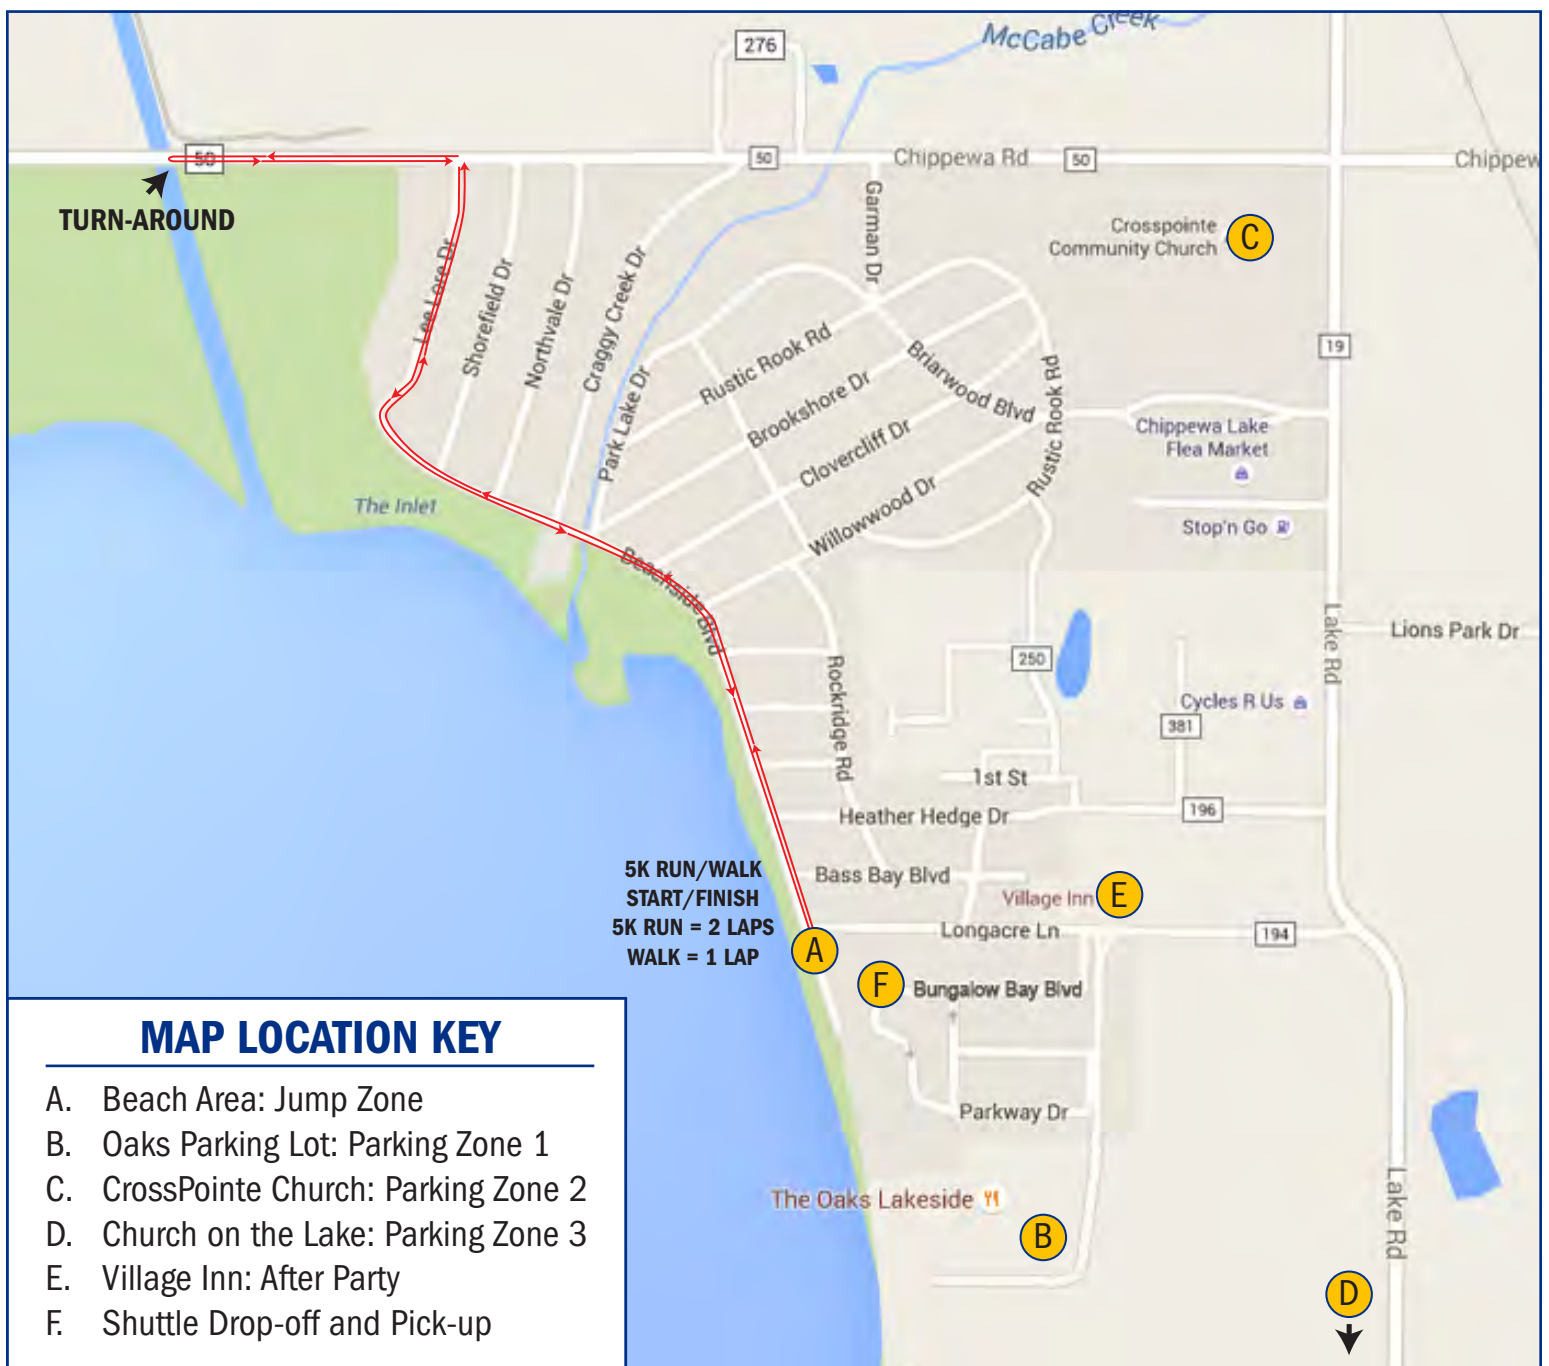 McCabe Creek
276
50
50
Chippewa Rd
50
Chippew
TURN-AROUND
Garman Dr
Crosspointe
Community Church
C
Lee Lore Dr
Shorefield Dr
Northvale Dr
Craggy Creek Dr
Park Lake Dr
Rustic Rook Rd
Brookshore Dr
Clovercliff Dr
Willowwood Dr
Briarwood Blvd
Rustic Rook Rd
19
Chippewa Lake
Flea Market
Stop'n Go
The Inlet
Beachside Blvd
Lake Rd
Lions Park Dr
250
Rockridge Rd
Cycles R Us
381
1st St
Heather Hedge Dr
196
5K RUN/WALK
START/FINISH
5K RUN = 2 LAPS
WALK = 1 LAP
Bass Bay Blvd
Village Inn
E
Longacre Ln
194
A
F
Bungalow Bay Blvd
Parkway Dr
The Oaks Lakeside
B
Lake Rd
D
MAP LOCATION KEY
A. Beach Area: Jump Zone
B. Oaks Parking Lot: Parking Zone 1
C. CrossPointe Church: Parking Zone 2
D. Church on the Lake: Parking Zone 3
E. Village Inn: After Party
F. Shuttle Drop-off and Pick-up